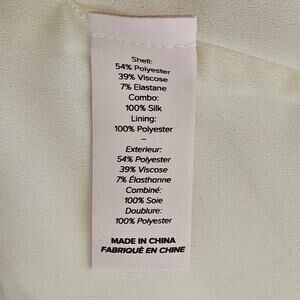 Shell:
54% Polyester
39% Viscose
7% Elastane
Combo:
100% Silk
Lining:
100% Polyester
–
Exterieur:
54% Polyester
39% Viscose
7% Élasthanne
Combiné:
100% Soie
Doublure:
100% Polyester
MADE IN CHINA
FABRIQUÉ EN CHINE